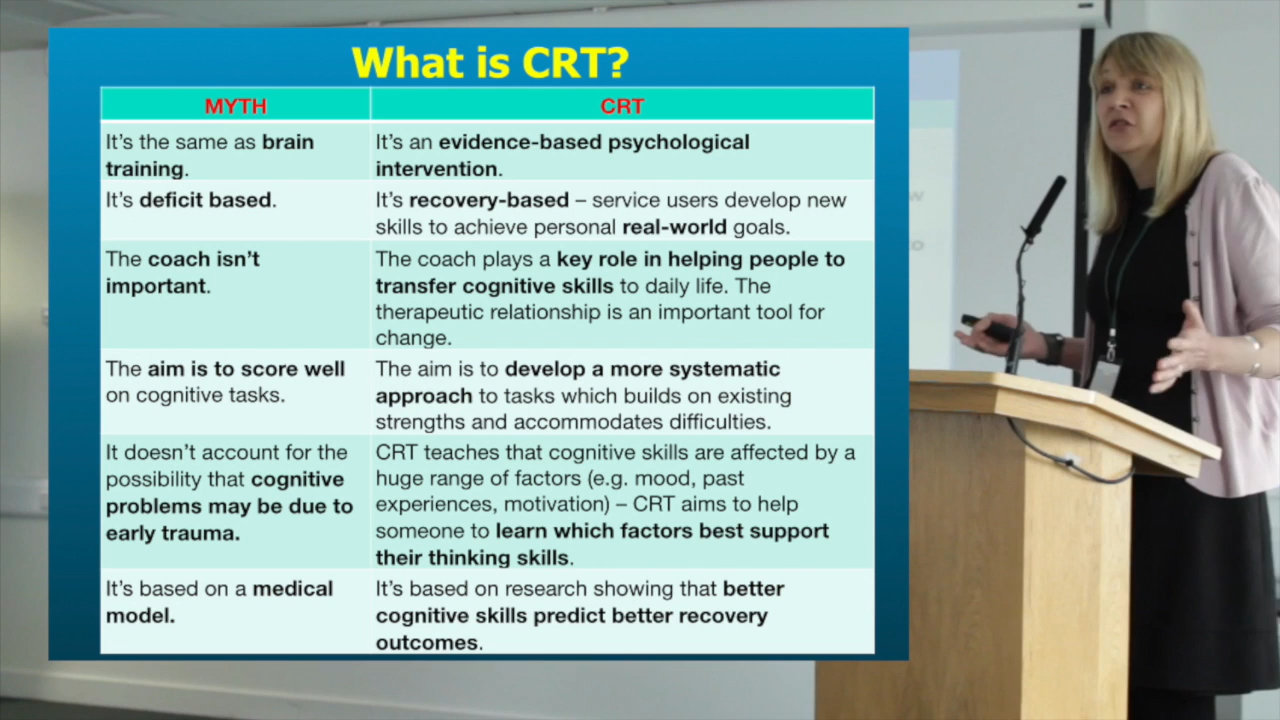 What is CRT?
MYTH
CRT
It's the same as brain
training.
It's an evidence-based psychological
intervention.
It's deficit based.
It's recovery-based – service users develop new
skills to achieve personal real-world goals.
The coach isn't
important.
The coach plays a key role in helping people to
transfer cognitive skills to daily life. The
therapeutic relationship is an important tool for
change.
The aim is to score well
on cognitive tasks.
The aim is to develop a more systematic
approach to tasks which builds on existing
strengths and accommodates difficulties.
It doesn't account for the
possibility that cognitive
problems may be due to
early trauma.
CRT teaches that cognitive skills are affected by a
huge range of factors (e.g. mood, past
experiences, motivation) – CRT aims to help
someone to learn which factors best support
their thinking skills.
It's based on a medical
model.
It's based on research showing that better
cognitive skills predict better recovery
outcomes.